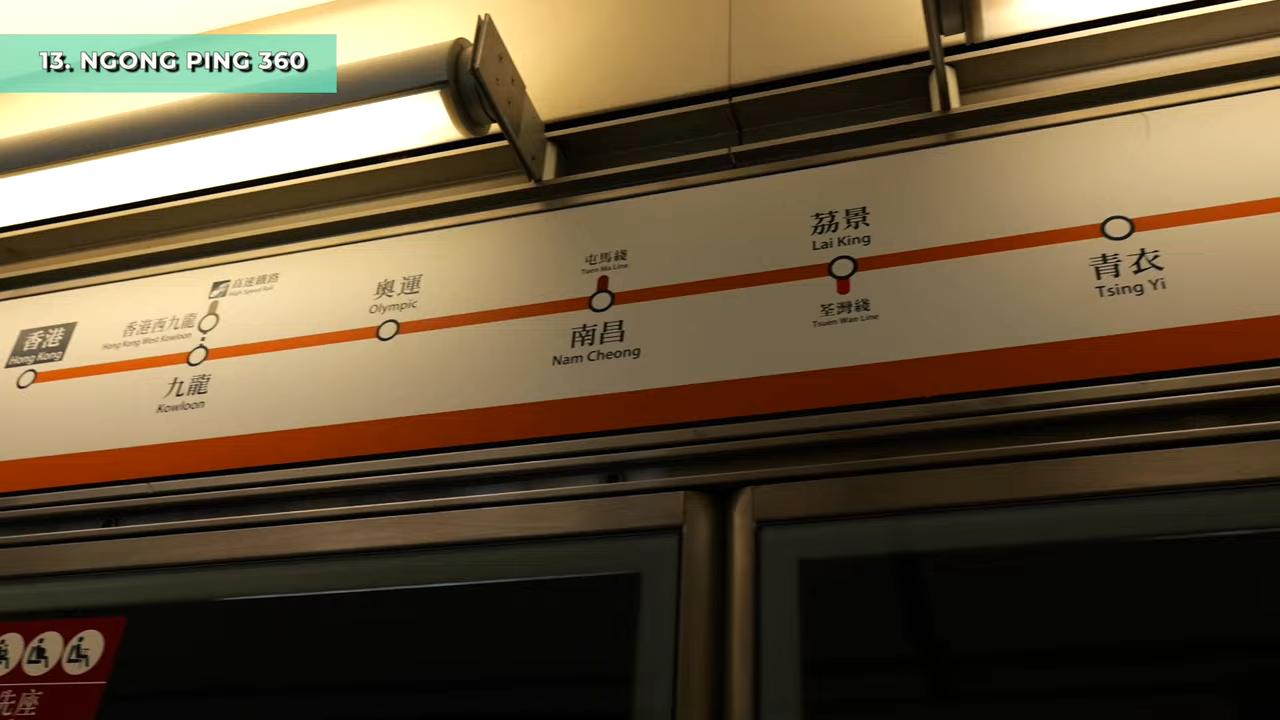 13. NGONG PING 360
香港
Hong Kong
高速鐵路
High Speed Rail
香港西九龍
Hong Kong West Kowloon
九龍
Kowloon
奧運
Olympic
屯馬綫
Tuen Ma Line
南昌
Nam Cheong
荔景
Lai King
荃灣綫
Tsuen Wan Line
青衣
Tsing Yi
先座